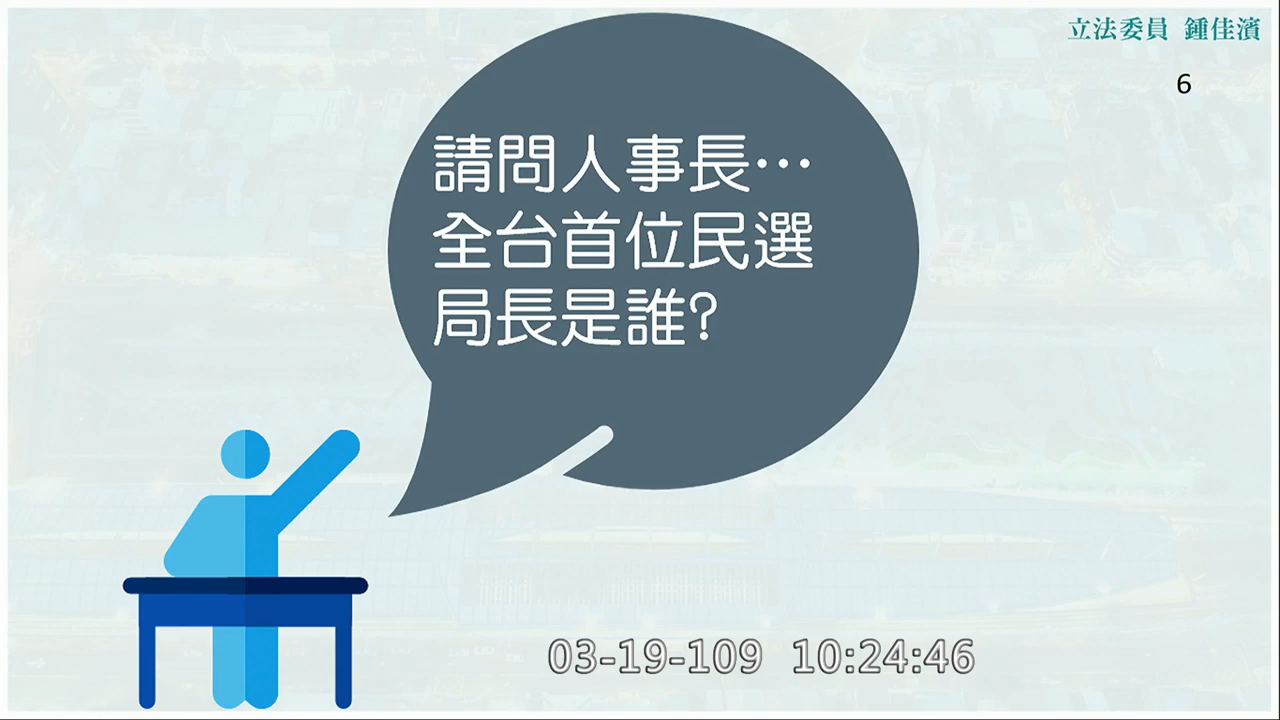 立法委員 鍾佳濱
6
請問人事長…
全台首位民選
局長是誰?
03-19-109 10:24:46